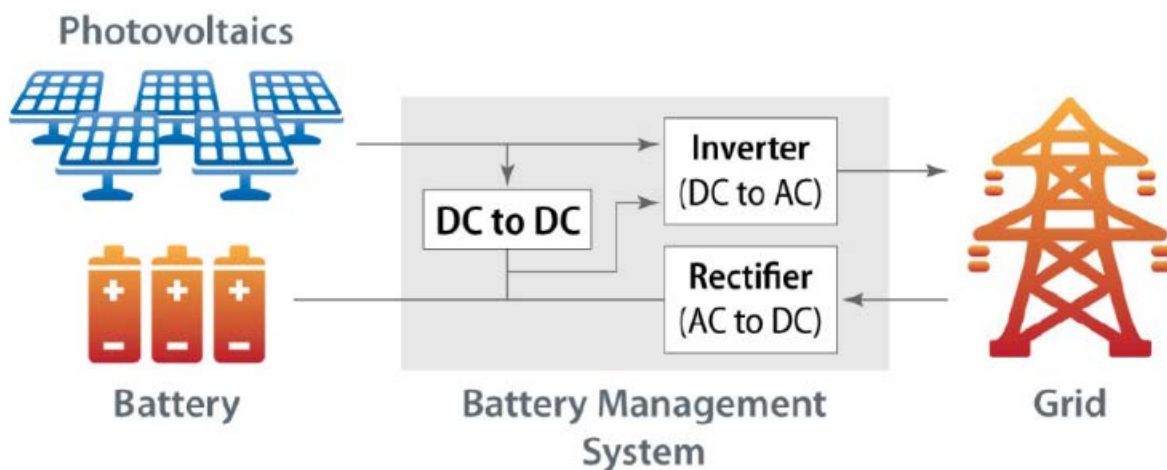 Photovoltaics
Inverter
(DC to AC)
DC to DC
Rectifier
(AC to DC)
+ + +
- - -
Battery
Battery Management
System
Grid